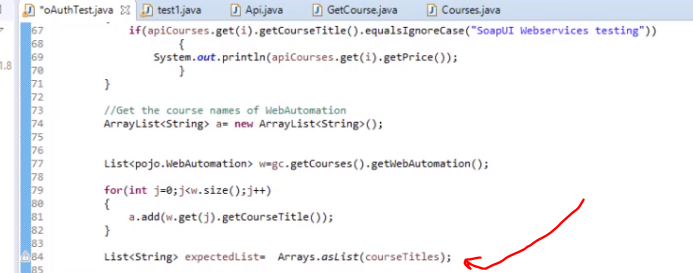 *oAuthTest.java test1.java Api.java GetCourse.java Courses.java
67 if(apiCourses.get(i).getCourseTitle().equalsIgnoreCase("SoapUI Webservices testing"))
68 {
69 System.out.println(apiCourses.get(i).getPrice());
70 }
71 }
72
73 //Get the course names of WebAutomation
74 ArrayList<String> a= new ArrayList<String>();
75
76
77 List<pojo.WebAutomation> w=gc.getCourses().getWebAutomation();
78
79 for(int j=0;j<w.size();j++)
80 {
81 a.add(w.get(j).getCourseTitle());
82 }
83
84 List<String> expectedList= Arrays.asList(courseTitles);
85
1.8